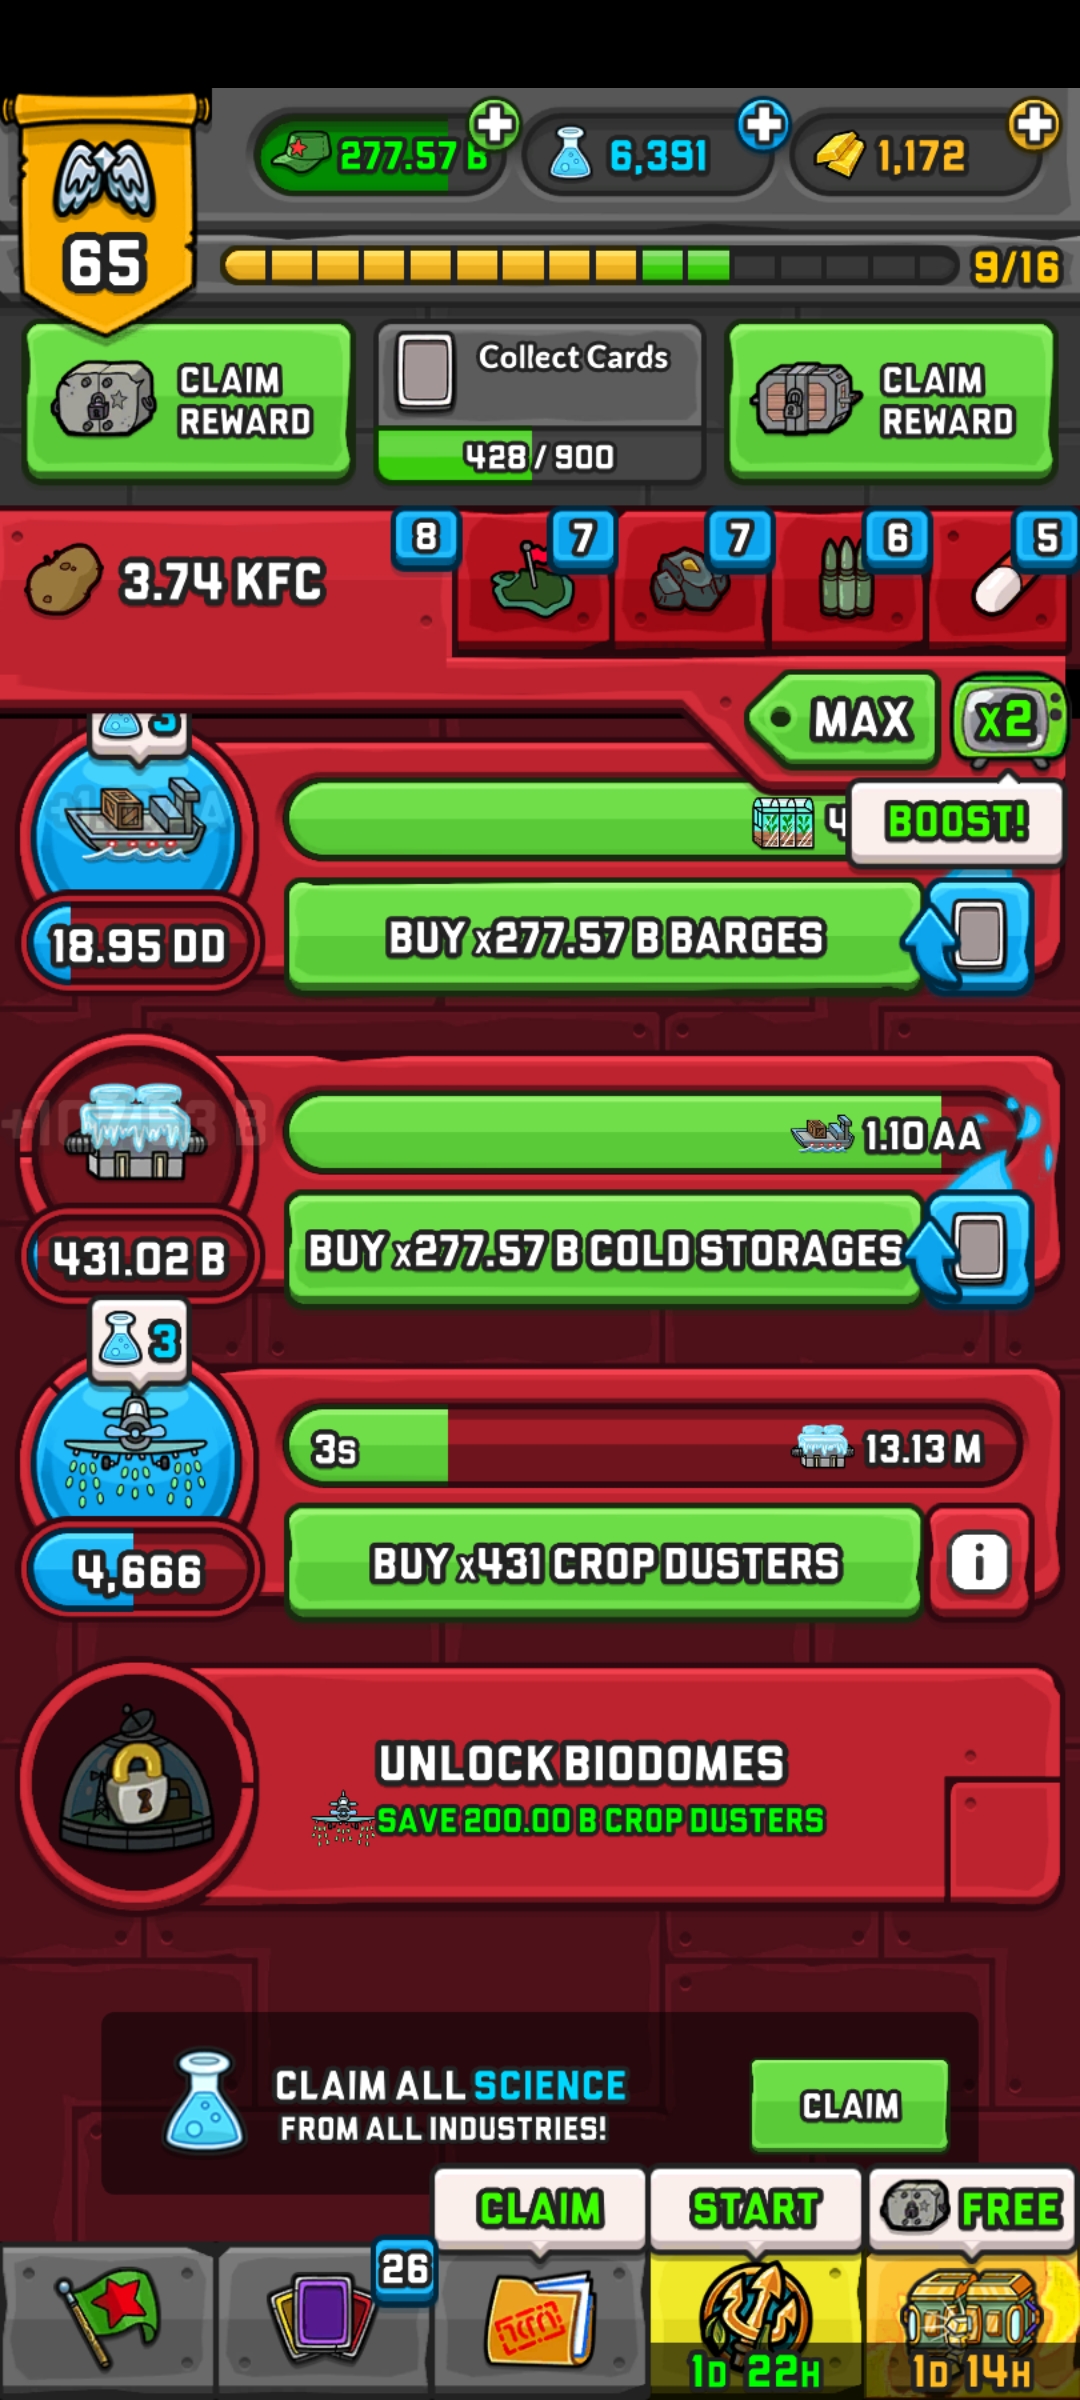 277.57 B
6,391
1,172
65
9/16
CLAIM
REWARD
Collect Cards
428 / 900
CLAIM
REWARD
3.74 KFC
8
7
7
6
5
MAX
x2
BOOST!
3
4
18.95 DD
BUY x277.57 B BARGES
1.10 AA
431.02 B
BUY x277.57 B COLD STORAGES
3
3s
13.13 M
4,666
BUY x431 CROP DUSTERS
i
UNLOCK BIODOMES
SAVE 200.00 B CROP DUSTERS
CLAIM ALL SCIENCE
FROM ALL INDUSTRIES!
CLAIM
CLAIM
START
FREE
26
1D 22H
1D 14H